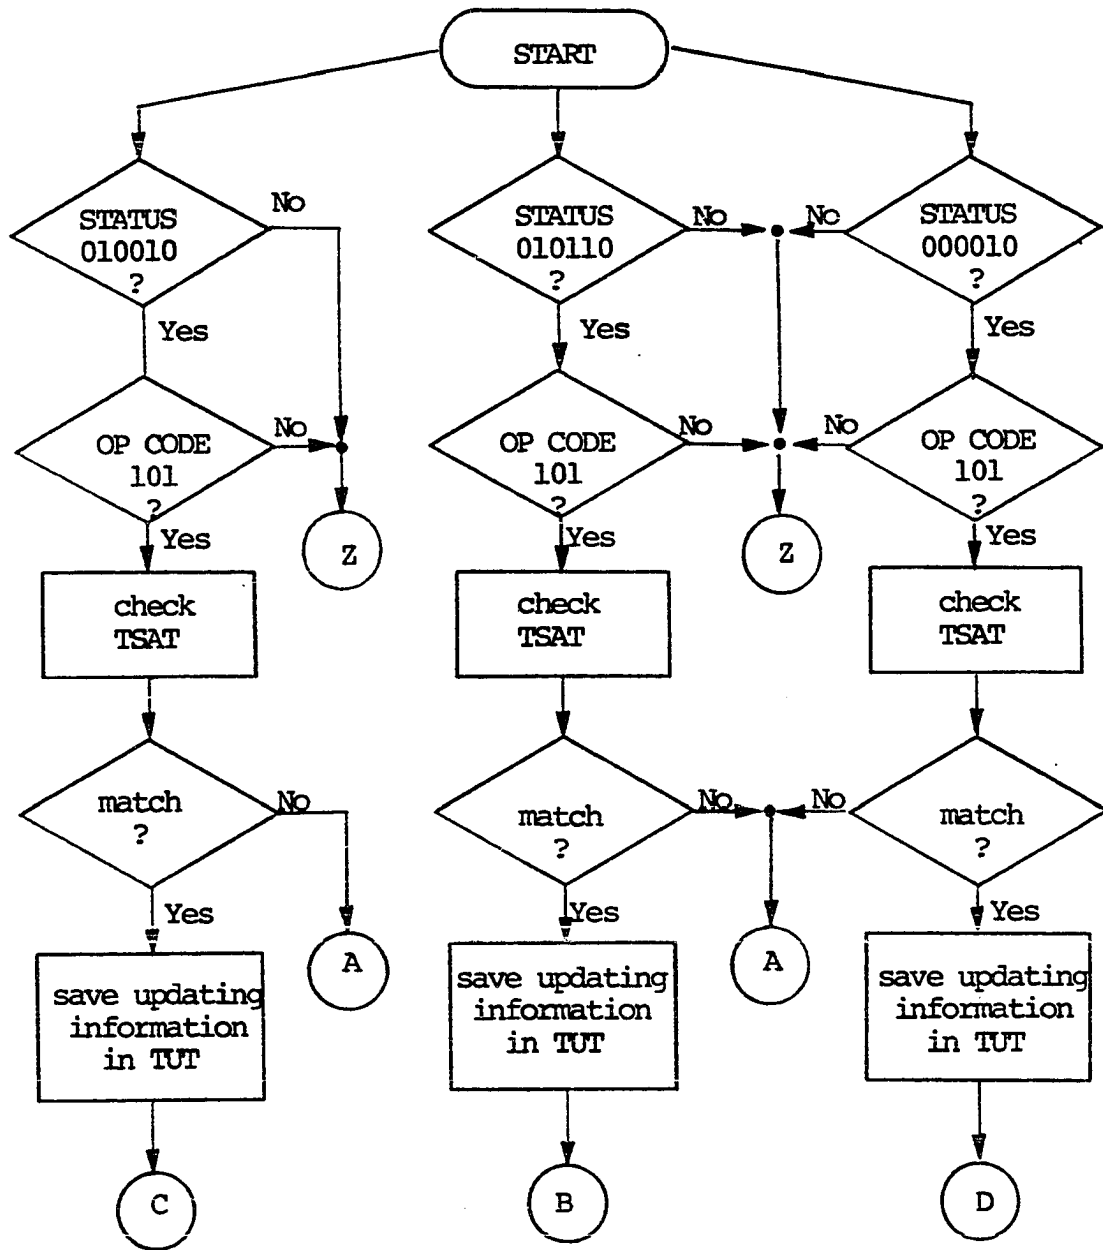 START
STATUS
010010
?
No
Yes
OP CODE
101
?
No
Yes
Z
check
TSAT
match
?
No
Yes
A
save updating
information
in TUT
C
STATUS
010110
?
No
Yes
OP CODE
101
?
No
Yes
Z
check
TSAT
match
?
No
Yes
A
save updating
information
in TUT
B
STATUS
000010
?
No
Yes
OP CODE
101
?
No
Yes
check
TSAT
match
?
No
Yes
save updating
information
in TUT
D